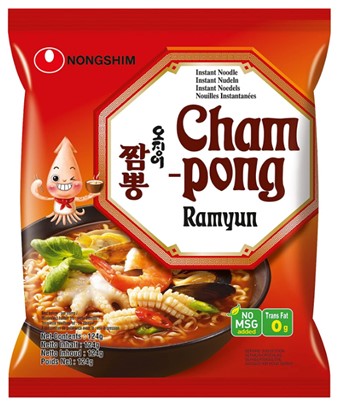 NONGSHIM
Instant Noodle
Instant Nudeln
Instant Noedels
Nouilles Instantanées
오징어
짬뽕
Cham
-pong
Ramyun
NO
MSG
added
Trans Fat
0g
Net Contents : 124g
Netto Inhalt : 124g
Netto Inhoud : 124g
Poids Net : 124g